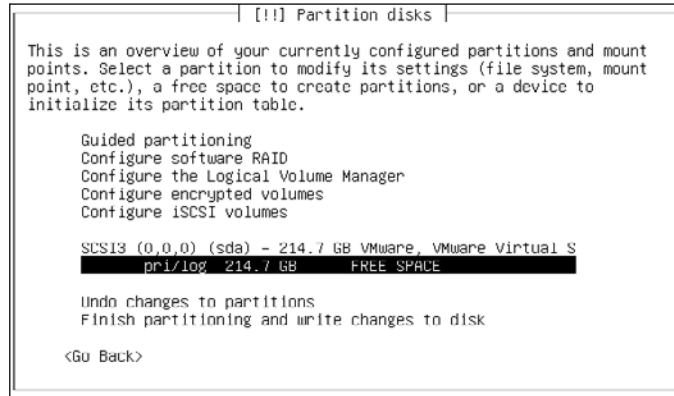 [!!] Partition disks
This is an overview of your currently configured partitions and mount
points. Select a partition to modify its settings (file system, mount
point, etc.), a free space to create partitions, or a device to
initialize its partition table.
Guided partitioning
Configure software RAID
Configure the Logical Volume Manager
Configure encrypted volumes
Configure iSCSI volumes
SCSI3 (0,0,0) (sda) - 214.7 GB VMware, VMware Virtual S
pri/log 214.7 GB FREE SPACE
Undo changes to partitions
Finish partitioning and write changes to disk
<Go Back>